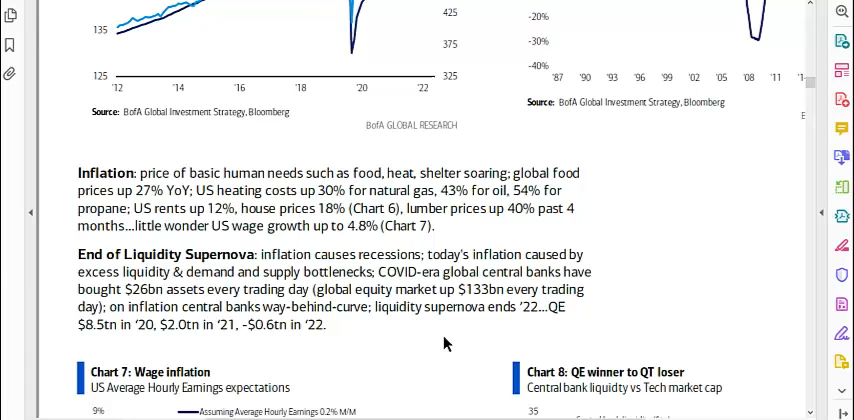 425
-20%
135
-30%
375
-40%
125
325
'12 '14 '16 '18 '20 '22
'87 '90 '93 '96 '99 '02 '05 '08 '11
Source: BofA Global Investment Strategy, Bloomberg
Source: BofA Global Investment Strategy, Bloomberg
BofA GLOBAL RESEARCH
Inflation: price of basic human needs such as food, heat, shelter soaring; global food
prices up 27% YoY; US heating costs up 30% for natural gas, 43% for oil, 54% for
propane; US rents up 12%, house prices 18% (Chart 6), lumber prices up 40% past 4
months...little wonder US wage growth up to 4.8% (Chart 7).
End of Liquidity Supernova: inflation causes recessions; today's inflation caused by
excess liquidity & demand and supply bottlenecks; COVID-era global central banks have
bought $26bn assets every trading day (global equity market up $133bn every trading
day); on inflation central banks way-behind-curve; liquidity supernova ends '22...QE
$8.5tn in '20, $2.0tn in '21, -$0.6tn in '22.
Chart 7: Wage inflation
US Average Hourly Earnings expectations
Chart 8: QE winner to QT loser
Central bank liquidty vs Tech market cap
9%
Assuming Average Hourly Earnings 0.2% M/M
35